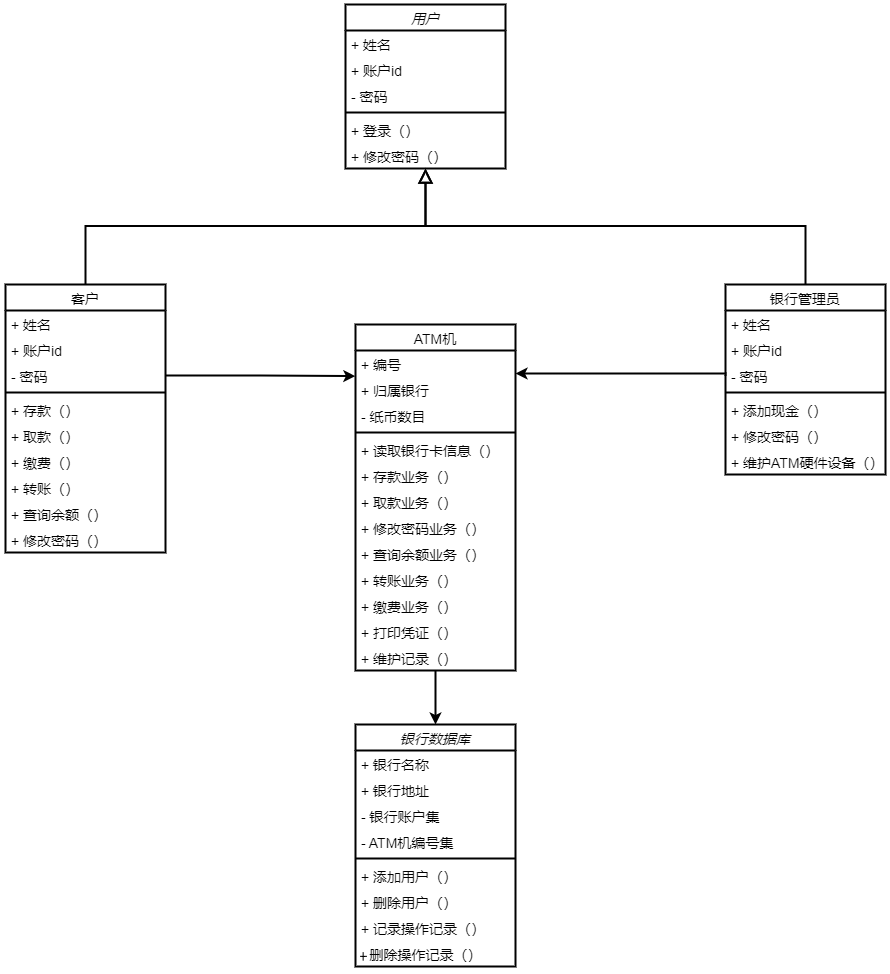 用户
+ 姓名
+ 账户id
- 密码
+ 登录（）
+ 修改密码（）
客户
+ 姓名
+ 账户id
- 密码
+ 存款（）
+ 取款（）
+ 缴费（）
+ 转账（）
+ 查询余额（）
+ 修改密码（）
ATM机
+ 编号
+ 归属银行
- 纸币数目
+ 读取银行卡信息（）
+ 存款业务（）
+ 取款业务（）
+ 修改密码业务（）
+ 查询余额业务（）
+ 转账业务（）
+ 缴费业务（）
+ 打印凭证（）
+ 维护记录（）
银行管理员
+ 姓名
+ 账户id
- 密码
+ 添加现金（）
+ 修改密码（）
+ 维护ATM硬件设备（）
银行数据库
+ 银行名称
+ 银行地址
- 银行账户集
- ATM机编号集
+ 添加用户（）
+ 删除用户（）
+ 记录操作记录（）
+删除操作记录（）